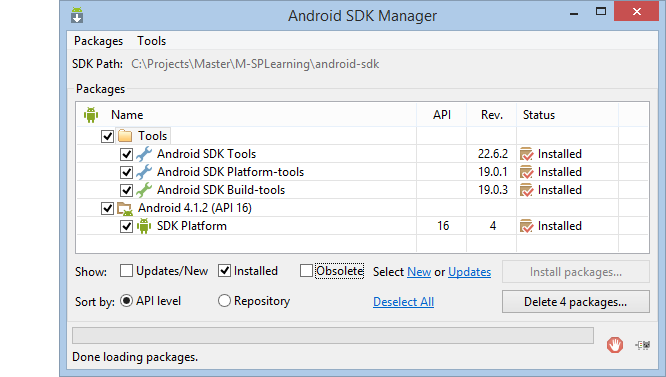 Android SDK Manager
Packages Tools
SDK Path: C:\Projects\Master\M-SPLearning\android-sdk
Packages
Name API Rev. Status
Tools
Android SDK Tools 22.6.2 Installed
Android SDK Platform-tools 19.0.1 Installed
Android SDK Build-tools 19.0.3 Installed
Android 4.1.2 (API 16)
SDK Platform 16 4 Installed
Show: Updates/New Installed Obsolete Select New or Updates Install packages...
Sort by: API level Repository Deselect All Delete 4 packages...
Done loading packages.